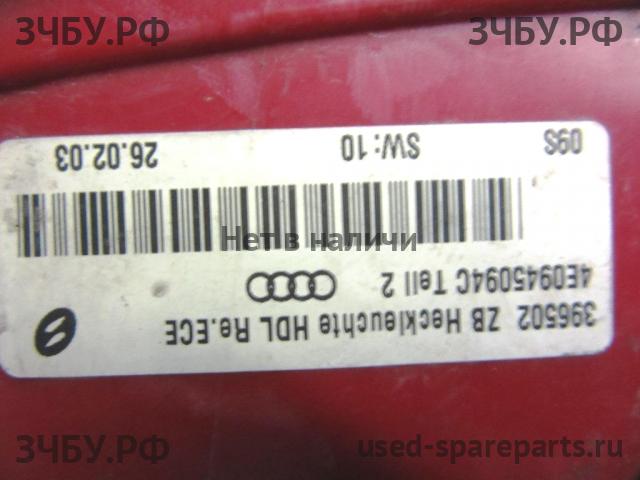 ЗЧБУ.РФ
ЗЧБУ.РФ
396502 ZB Heckleuchte HDL Re.ECE
4E0945094C Teil 2
Нет в наличи
26.02.03
SW:10
09S
ЗЧБУ.РФ
used-spareparts.ru